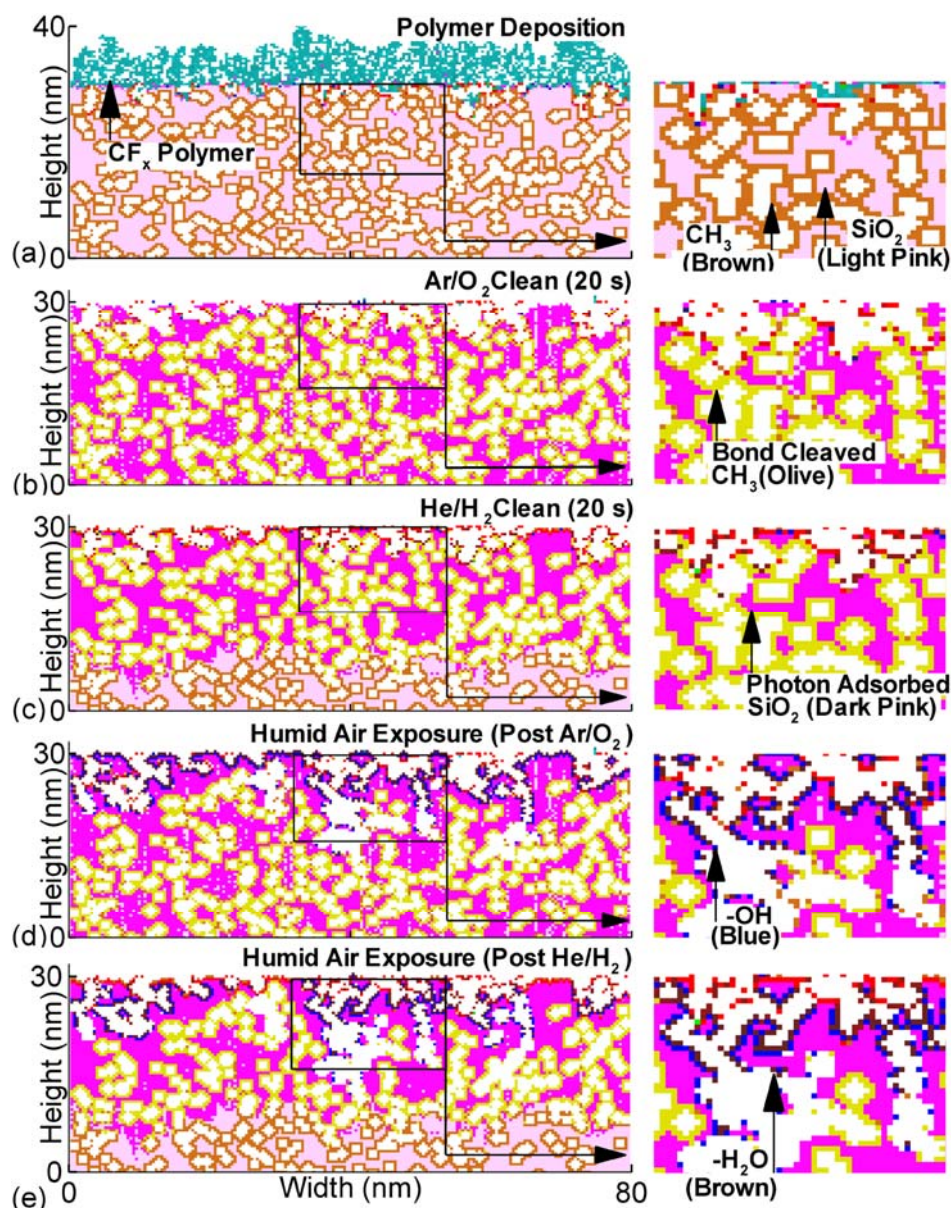 40
Polymer Deposition
Height (nm)
CFx Polymer
(a)
0
CH3
(Brown)
SiO2
(Light Pink)
Ar/O2Clean (20 s)
30
Height (nm)
(b)
0
Bond Cleaved
CH3(Olive)
He/H2Clean (20 s)
30
Height (nm)
(c)
0
Photon Adsorbed
SiO2 (Dark Pink)
Humid Air Exposure (Post Ar/O2)
30
Height (nm)
(d)
0
-OH
(Blue)
Humid Air Exposure (Post He/H2)
30
Height (nm)
0
-H2O
(Brown)
(e)
0
Width (nm)
80